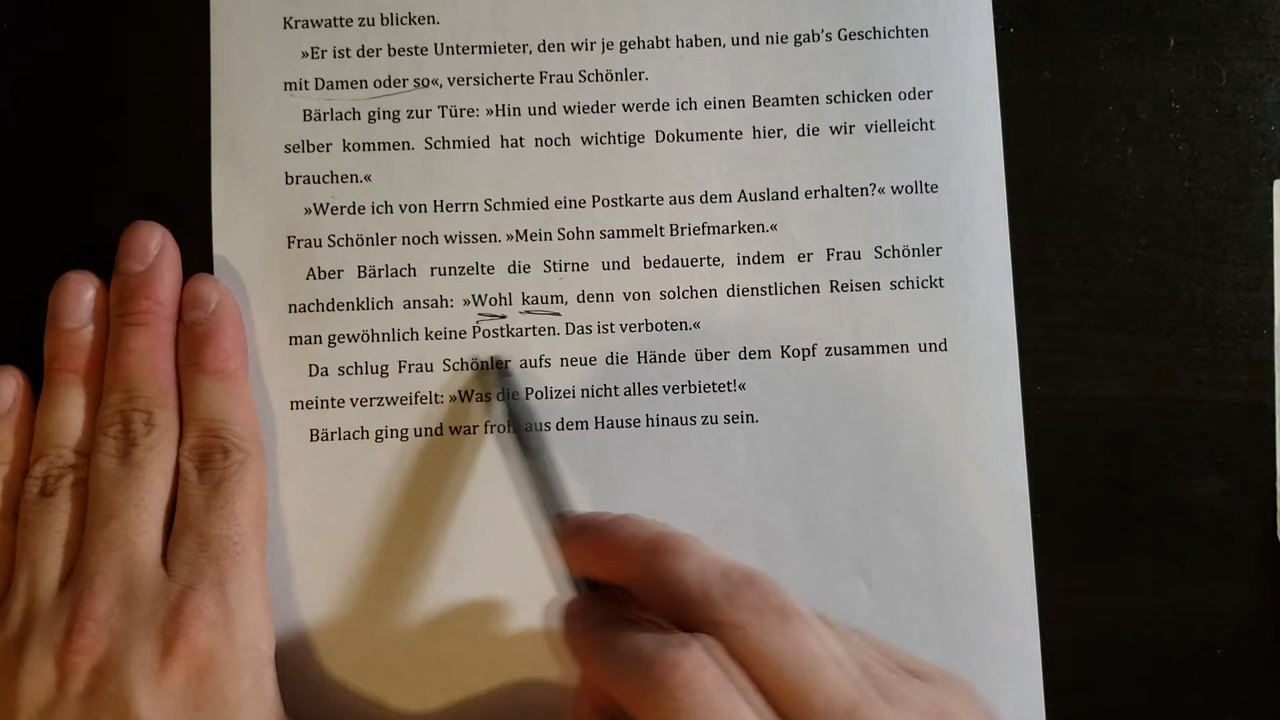 Krawatte zu blicken.
»Er ist der beste Untermieter, den wir je gehabt haben, und nie gab's Geschichten
mit Damen oder so«, versicherte Frau Schönler.
Bärlach ging zur Türe: »Hin und wieder werde ich einen Beamten schicken oder
selber kommen. Schmied hat noch wichtige Dokumente hier, die wir vielleicht
brauchen.«
»Werde ich von Herrn Schmied eine Postkarte aus dem Ausland erhalten?« wollte
Frau Schönler noch wissen. »Mein Sohn sammelt Briefmarken.«
Aber Bärlach runzelte die Stirne und bedauerte, indem er Frau Schönler
nachdenklich ansah: »Wohl kaum, denn von solchen dienstlichen Reisen schickt
man gewöhnlich keine Postkarten. Das ist verboten.«
Da schlug Frau Schönler aufs neue die Hände über dem Kopf zusammen und
meinte verzweifelt: »Was die Polizei nicht alles verbietet!«
Bärlach ging und war froh, aus dem Hause hinaus zu sein.